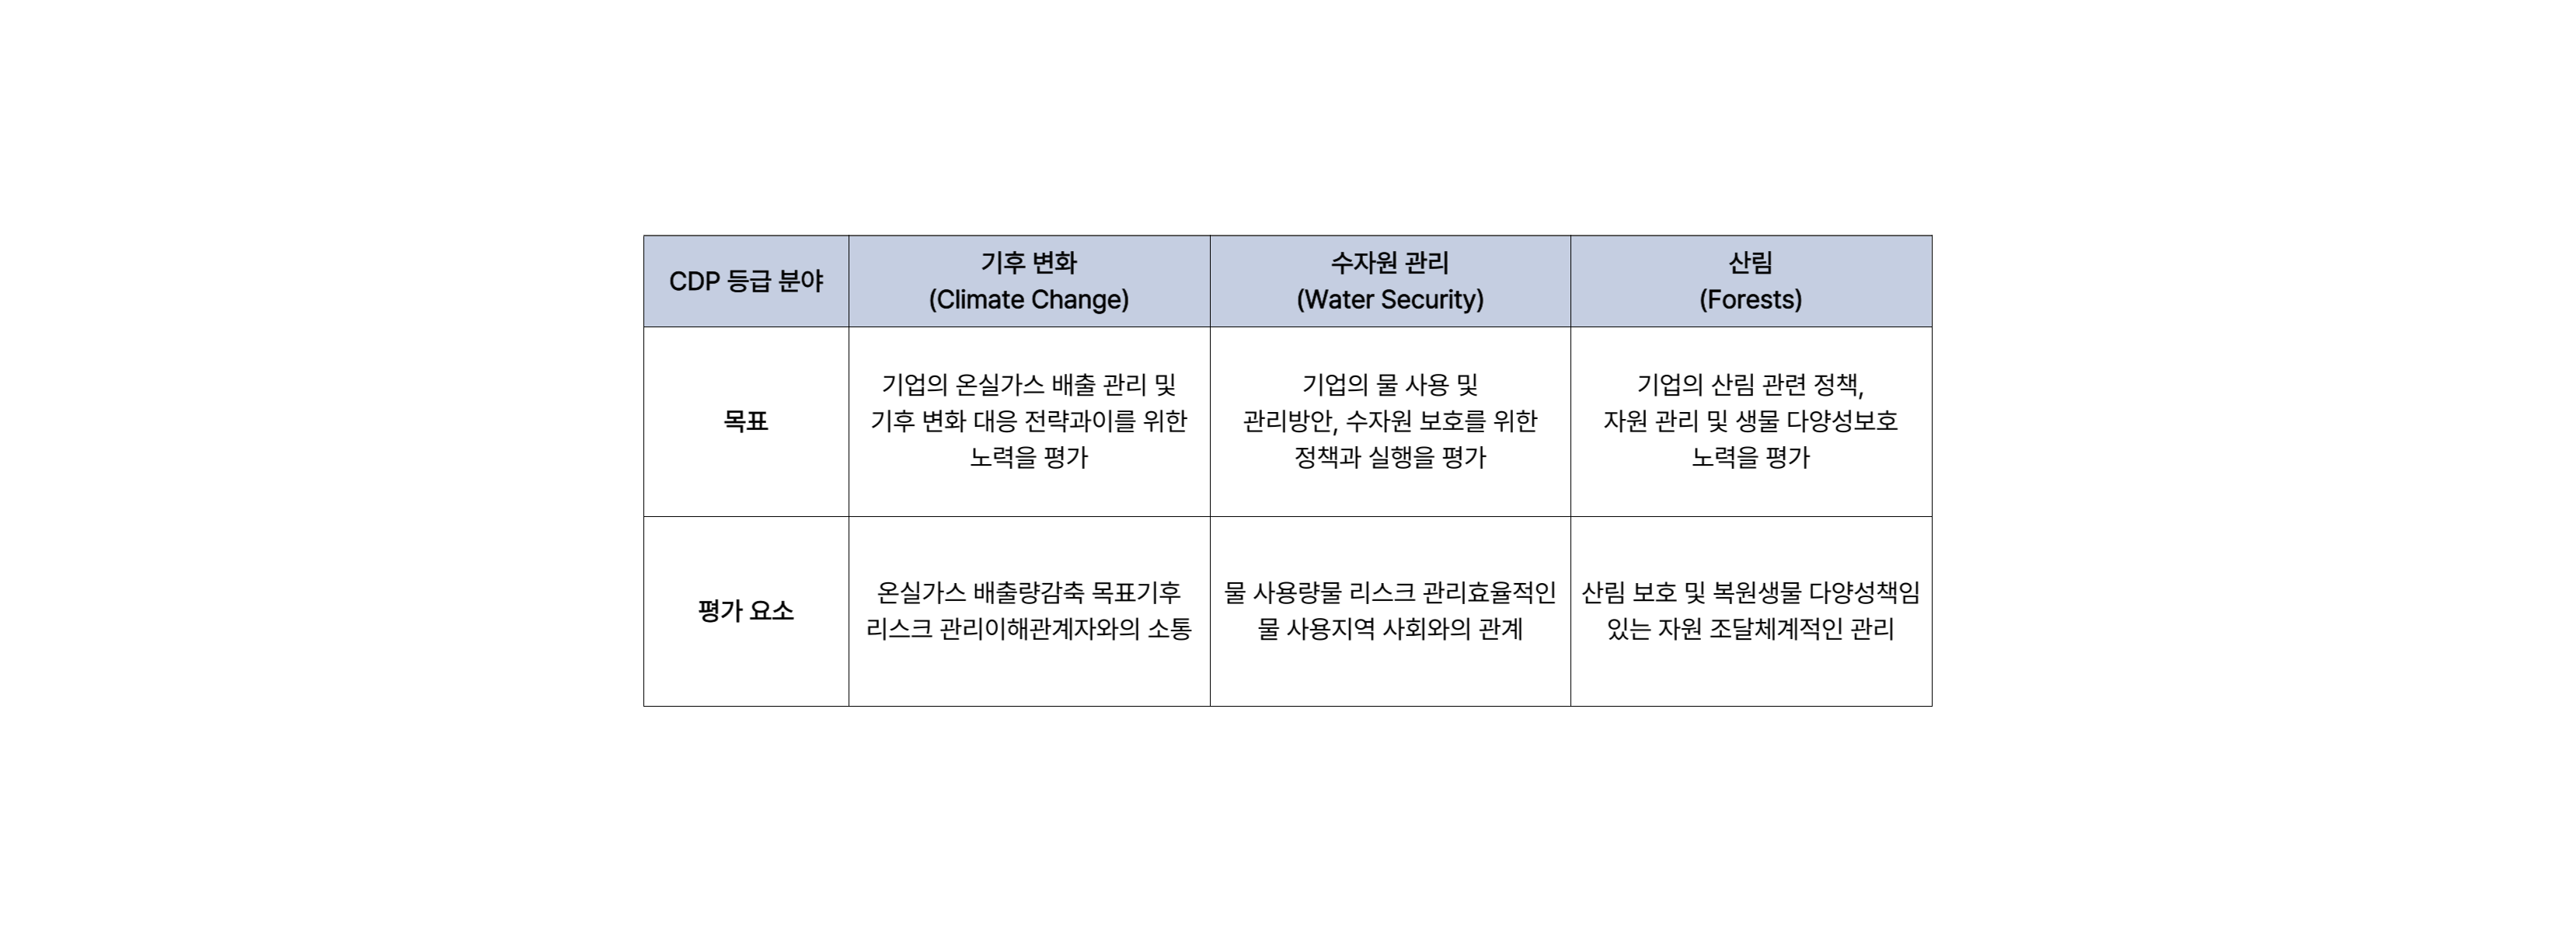 CDP 등급 분야
기후 변화
(Climate Change)
수자원 관리
(Water Security)
산림
(Forests)
목표
기업의 온실가스 배출 관리 및
기후 변화 대응 전략과이를 위한
노력을 평가
기업의 물 사용 및
관리방안, 수자원 보호를 위한
정책과 실행을 평가
기업의 산림 관련 정책,
자원 관리 및 생물 다양성보호
노력을 평가
평가 요소
온실가스 배출량감축 목표기후
리스크 관리이해관계자와의 소통
물 사용량물 리스크 관리효율적인
물 사용지역 사회와의 관계
산림 보호 및 복원생물 다양성책임
있는 자원 조달체계적인 관리